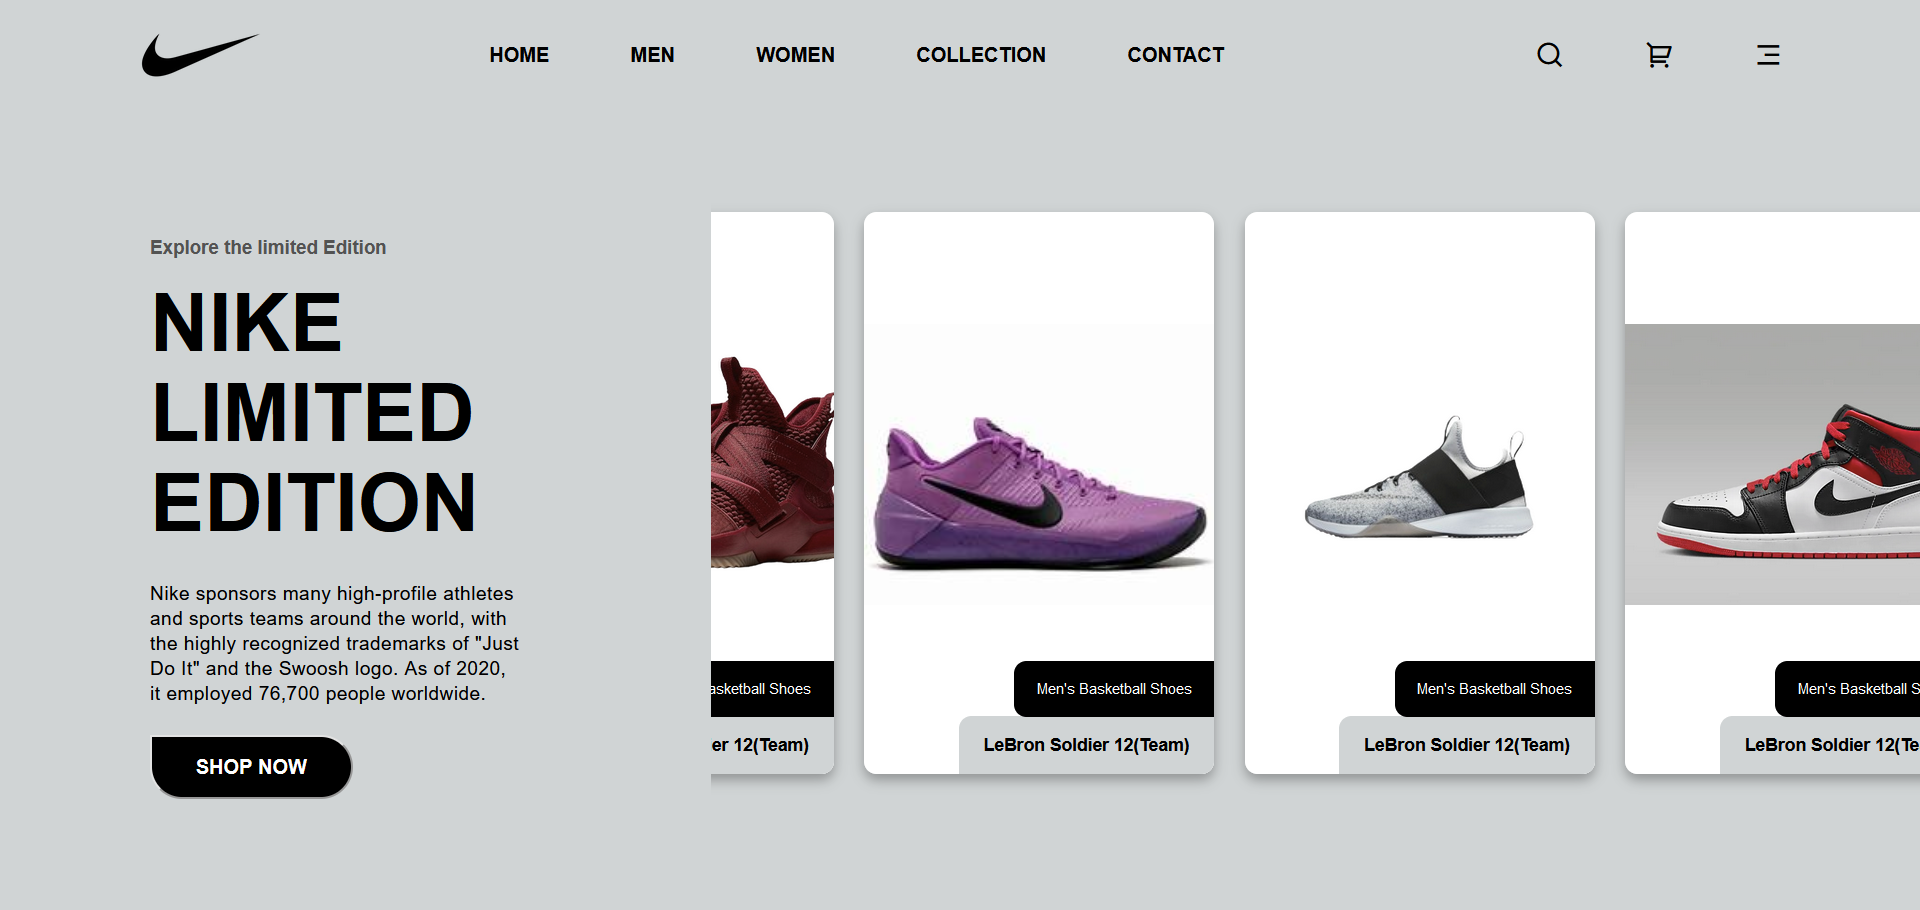 HOME MEN WOMEN COLLECTION CONTACT
Explore the limited Edition
NIKE
LIMITED
EDITION
Nike sponsors many high-profile athletes
and sports teams around the world, with
the highly recognized trademarks of "Just
Do It" and the Swoosh logo. As of 2020,
it employed 76,700 people worldwide.
SHOP NOW
asketball Shoes
er 12(Team)
Men's Basketball Shoes
LeBron Soldier 12(Team)
Men's Basketball Shoes
LeBron Soldier 12(Team)
Men's Basketball S
LeBron Soldier 12(Te